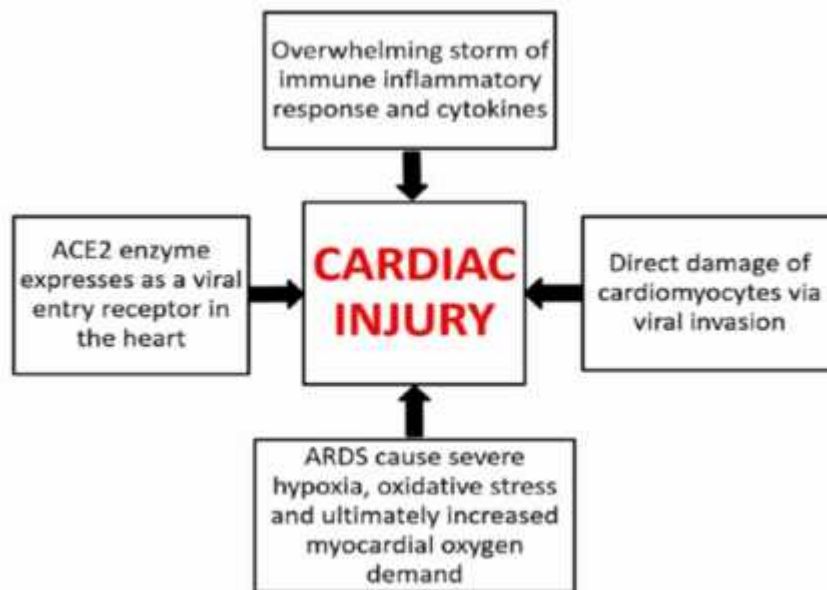 Overwhelming storm of
immune inflammatory
response and cytokines
ACE2 enzyme
expresses as a viral
entry receptor in
the heart
CARDIAC
INJURY
Direct damage of
cardiomyocytes via
viral invasion
ARDS cause severe
hypoxia, oxidative stress
and ultimately increased
myocardial oxygen
demand